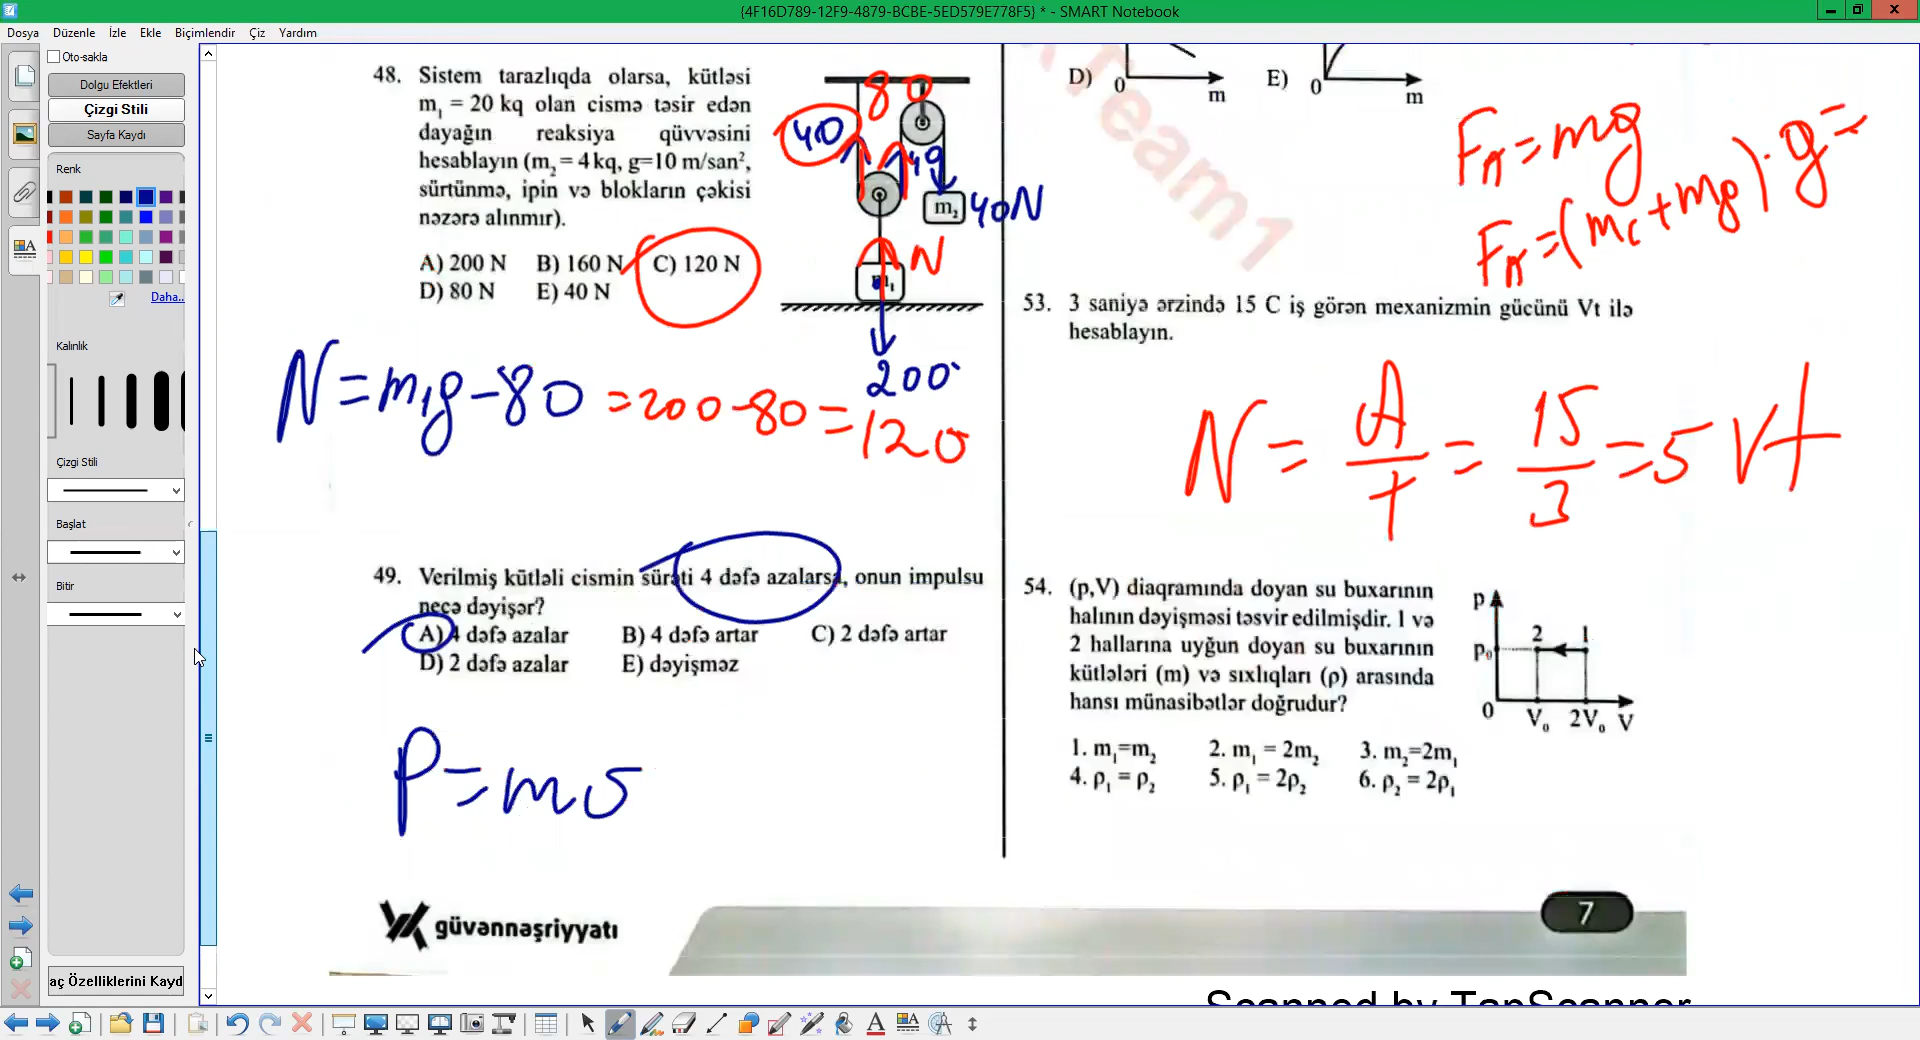 {4F16D789-12F9-4879-BCBE-5ED579E778F5} * - SMART Notebook
Dosya Düzenle İzle Ekle Biçimlendir Çiz Yardım
Oto-sakla
Dolgu Efektleri
Çizgi Stili
Sayfa Kaydı
Renk
Daha..
Kalınlık
Çizgi Stili
Başlat
Bitir
aç Özelliklerini Kayd
48. Sistem tarazlıqda olarsa, kütləsi
m₁ = 20 kq olan cismə təsir edən
dayağın reaksiya qüvvəsini
hesablayın (m₂ = 4 kq, g=10 m/san²,
sürtünmə, ipin və blokların çəkisi
nəzərə alınmır).
A) 200 N B) 160 N C) 120 N
D) 80 N E) 40 N
80
40
m₂ 40N
N
200
N = m₁g - 80 = 200 - 80 = 120
49. Verilmiş kütləli cismin sürəti 4 dəfə azalarsa, onun impulsu
necə dəyişər?
A) 4 dəfə azalar B) 4 dəfə artar C) 2 dəfə artar
D) 2 dəfə azalar E) dəyişməz
P = mυ
güvənnəşriyyatı
D) 0 m E) 0 m
team1
53. 3 saniyə ərzində 15 C iş görən mexanizmin gücünü Vt ilə
hesablayın.
N = A/t = 15/3 = 5 Vt
54. (p,V) diaqramında doyan su buxarının
halının dəyişməsi təsvir edilmişdir. 1 və
2 hallarına uyğun doyan su buxarının
kütlələri (m) və sıxlıqları (ρ) arasında
hansı münasibətlər doğrudur?
p
2 1
p₀
0 V₀ 2V₀ V
1. m₁=m₂ 2. m₁ = 2m₂ 3. m₂=2m₁
4. ρ₁ = ρ₂ 5. ρ₁ = 2ρ₂ 6. ρ₂ = 2ρ₁
7
Scanned by TapScanner